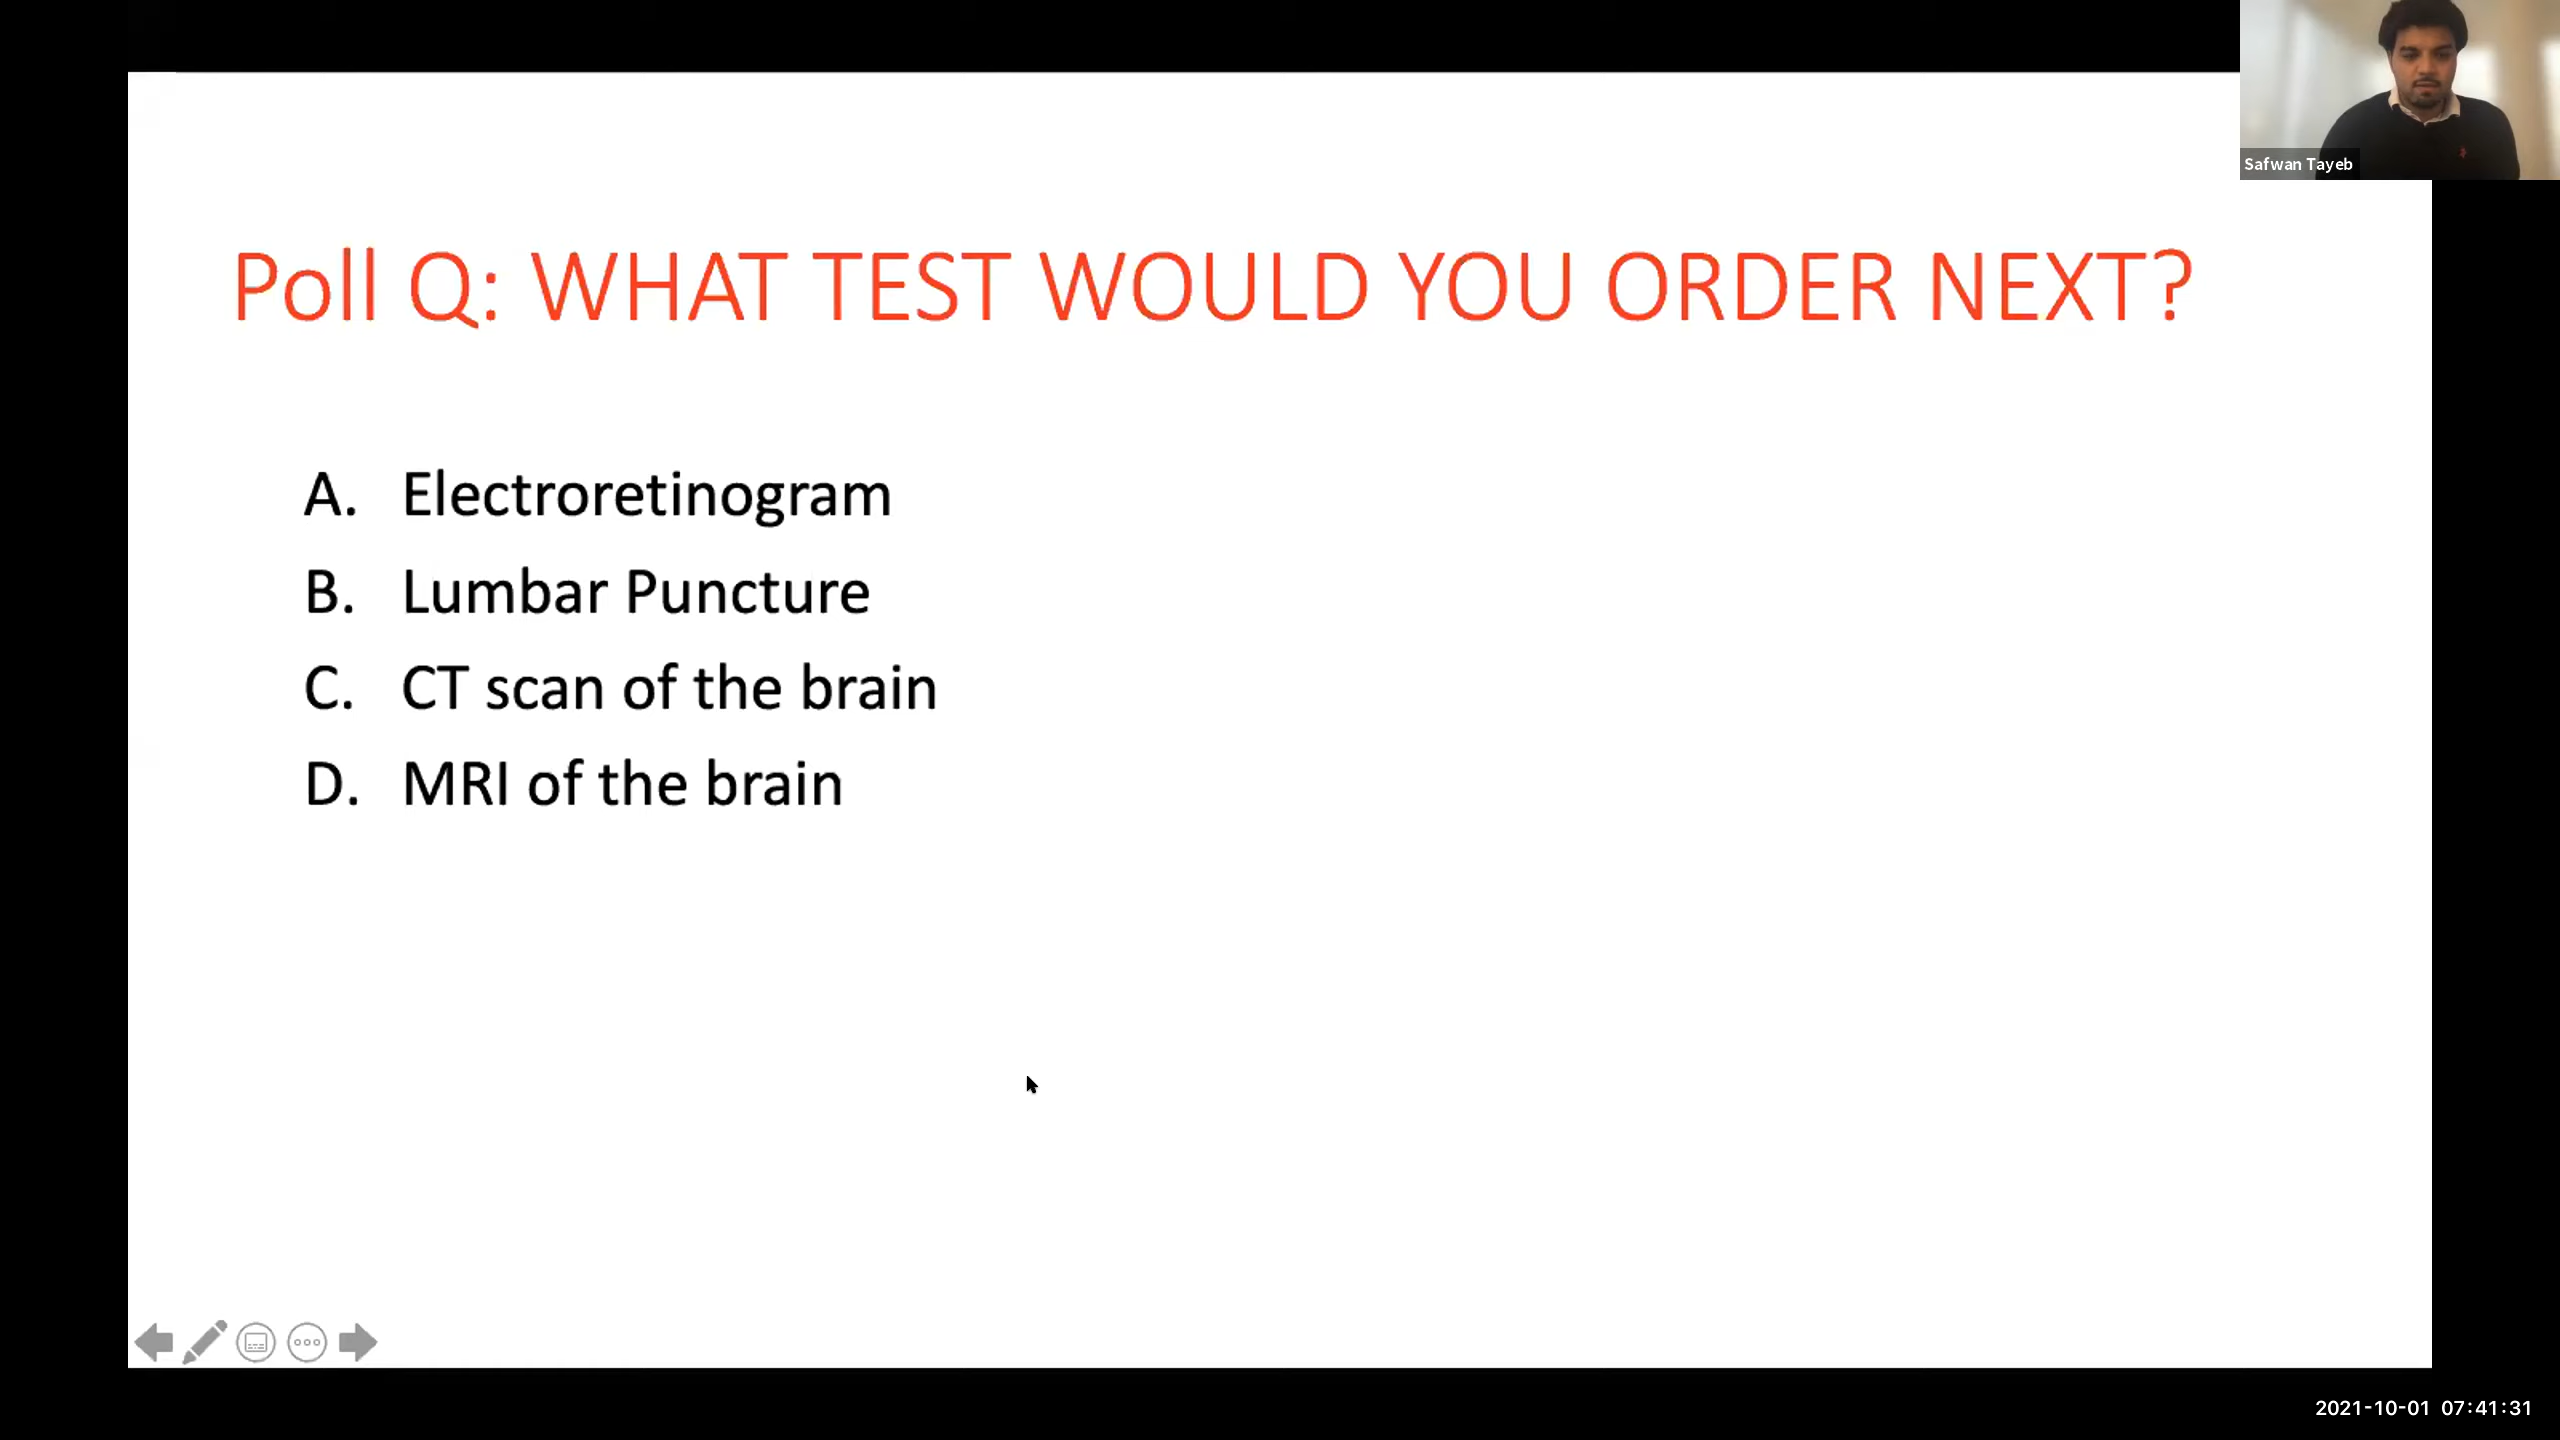 Safwan Tayeb
Poll Q: WHAT TEST WOULD YOU ORDER NEXT?
A. Electroretinogram
B. Lumbar Puncture
C. CT scan of the brain
D. MRI of the brain
2021-10-01 07:41:31